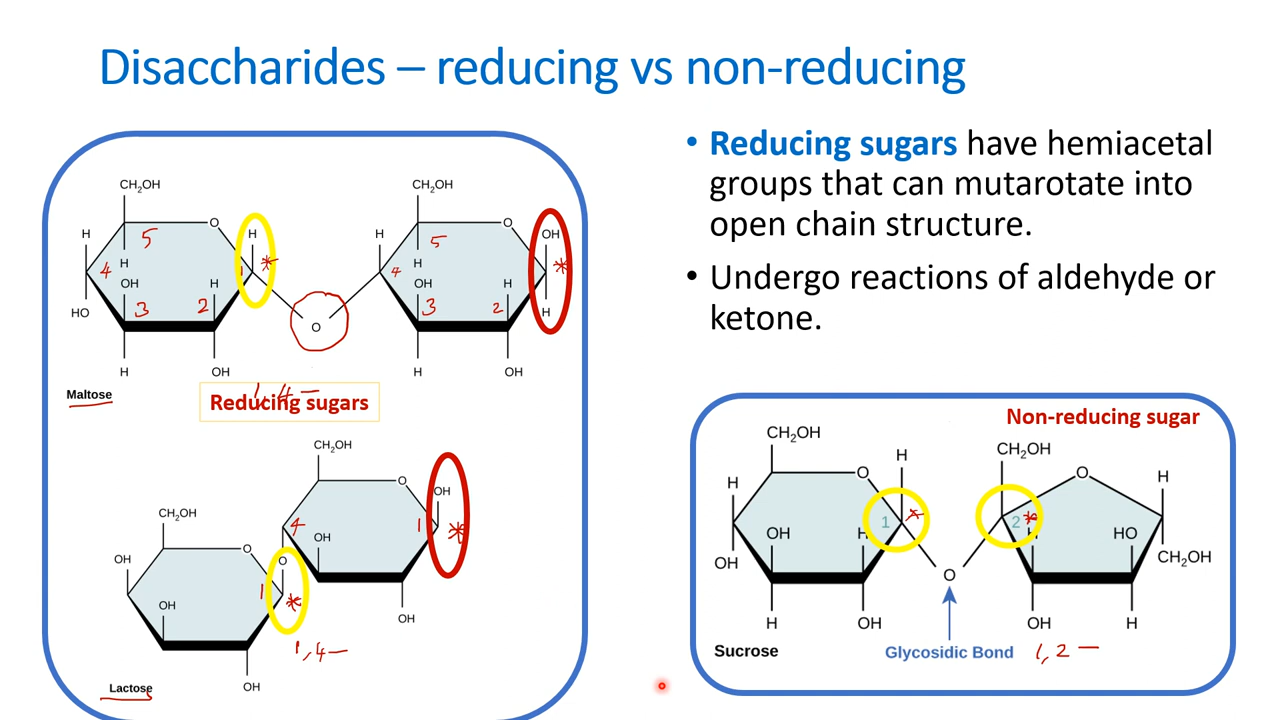 Disaccharides – reducing vs non-reducing
• Reducing sugars have hemiacetal
groups that can mutarotate into
open chain structure.
• Undergo reactions of aldehyde or
ketone.
CH₂OH CH₂OH
H O H H O OH
5 * 5 *
4 H 1 4 H
OH H OH H
HO 3 2 3 2 H
O
H OH H OH
Maltose
1,4 –
Reducing sugars
CH₂OH
O OH
4 1 *
CH₂OH OH
OH O O
1 *
OH OH
1,4 –
OH
Lactose
Non-reducing sugar
CH₂OH CH₂OH
H O H O H
1 * 2 *
OH H H HO
OH CH₂OH
O
H OH OH H
Sucrose Glycosidic Bond 1,2 –